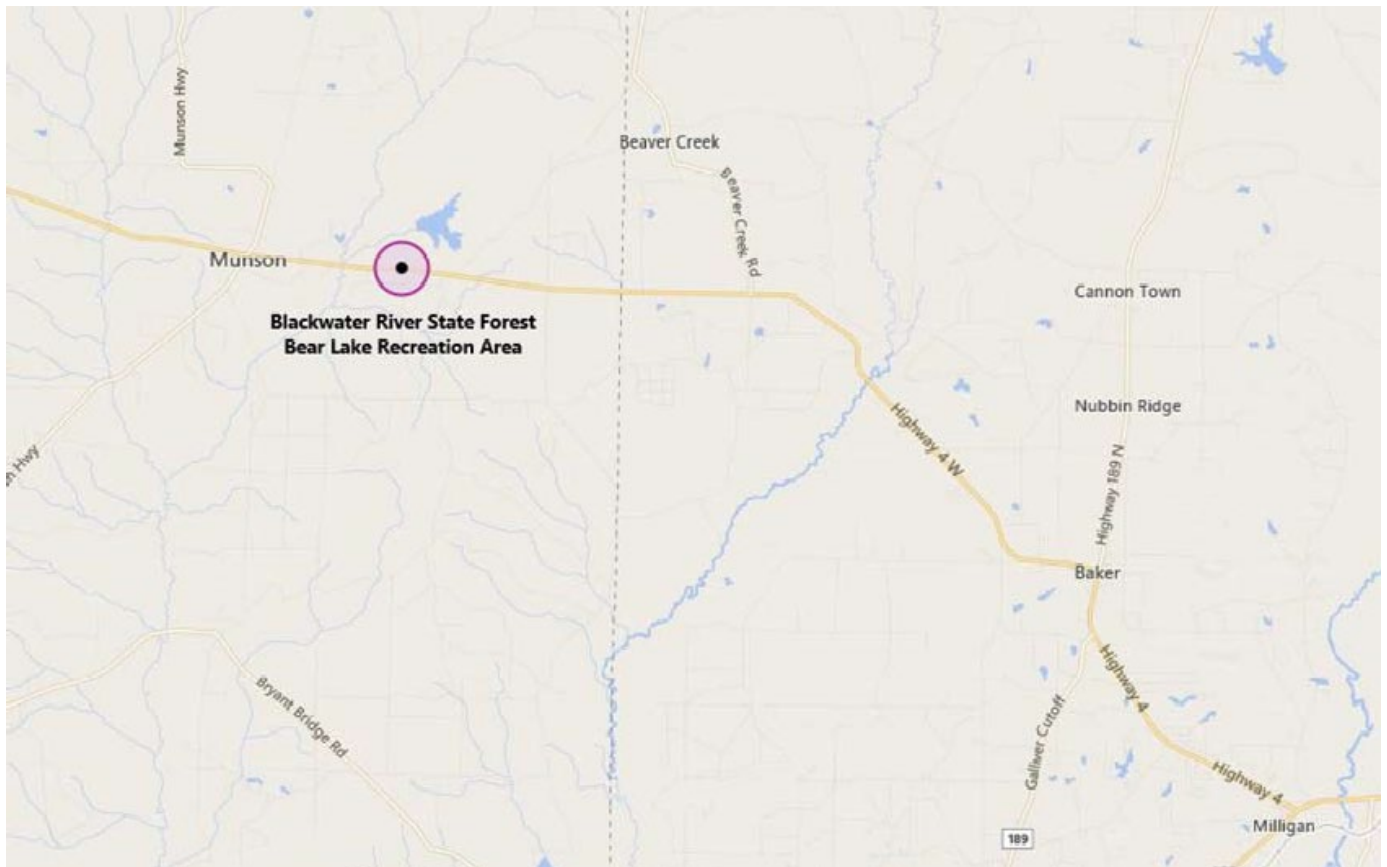 Munson Hwy
Beaver Creek
Beaver Creek Rd
Munson
Blackwater River State Forest
Bear Lake Recreation Area
Cannon Town
Nubbin Ridge
Highway 4 W
Highway 189 N
Hwy
Baker
Bryant Bridge Rd
Galliver Cutoff
Highway 4
Highway 4
189
Milligan